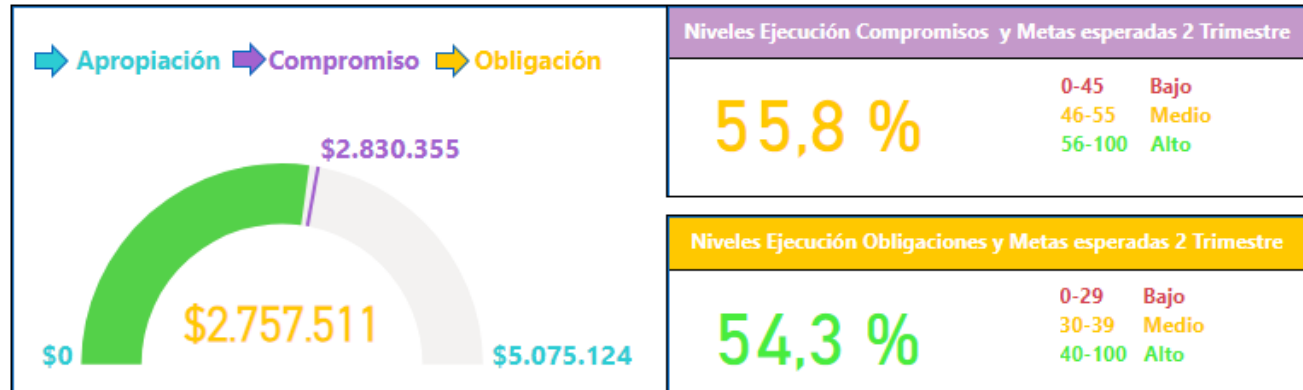 Apropiación Compromiso Obligación
$2.830.355
$2.757.511
$0
$5.075.124
Niveles Ejecución Compromisos y Metas esperadas 2 Trimestre
55,8 %
0-45 Bajo
46-55 Medio
56-100 Alto
Niveles Ejecución Obligaciones y Metas esperadas 2 Trimestre
54,3 %
0-29 Bajo
30-39 Medio
40-100 Alto